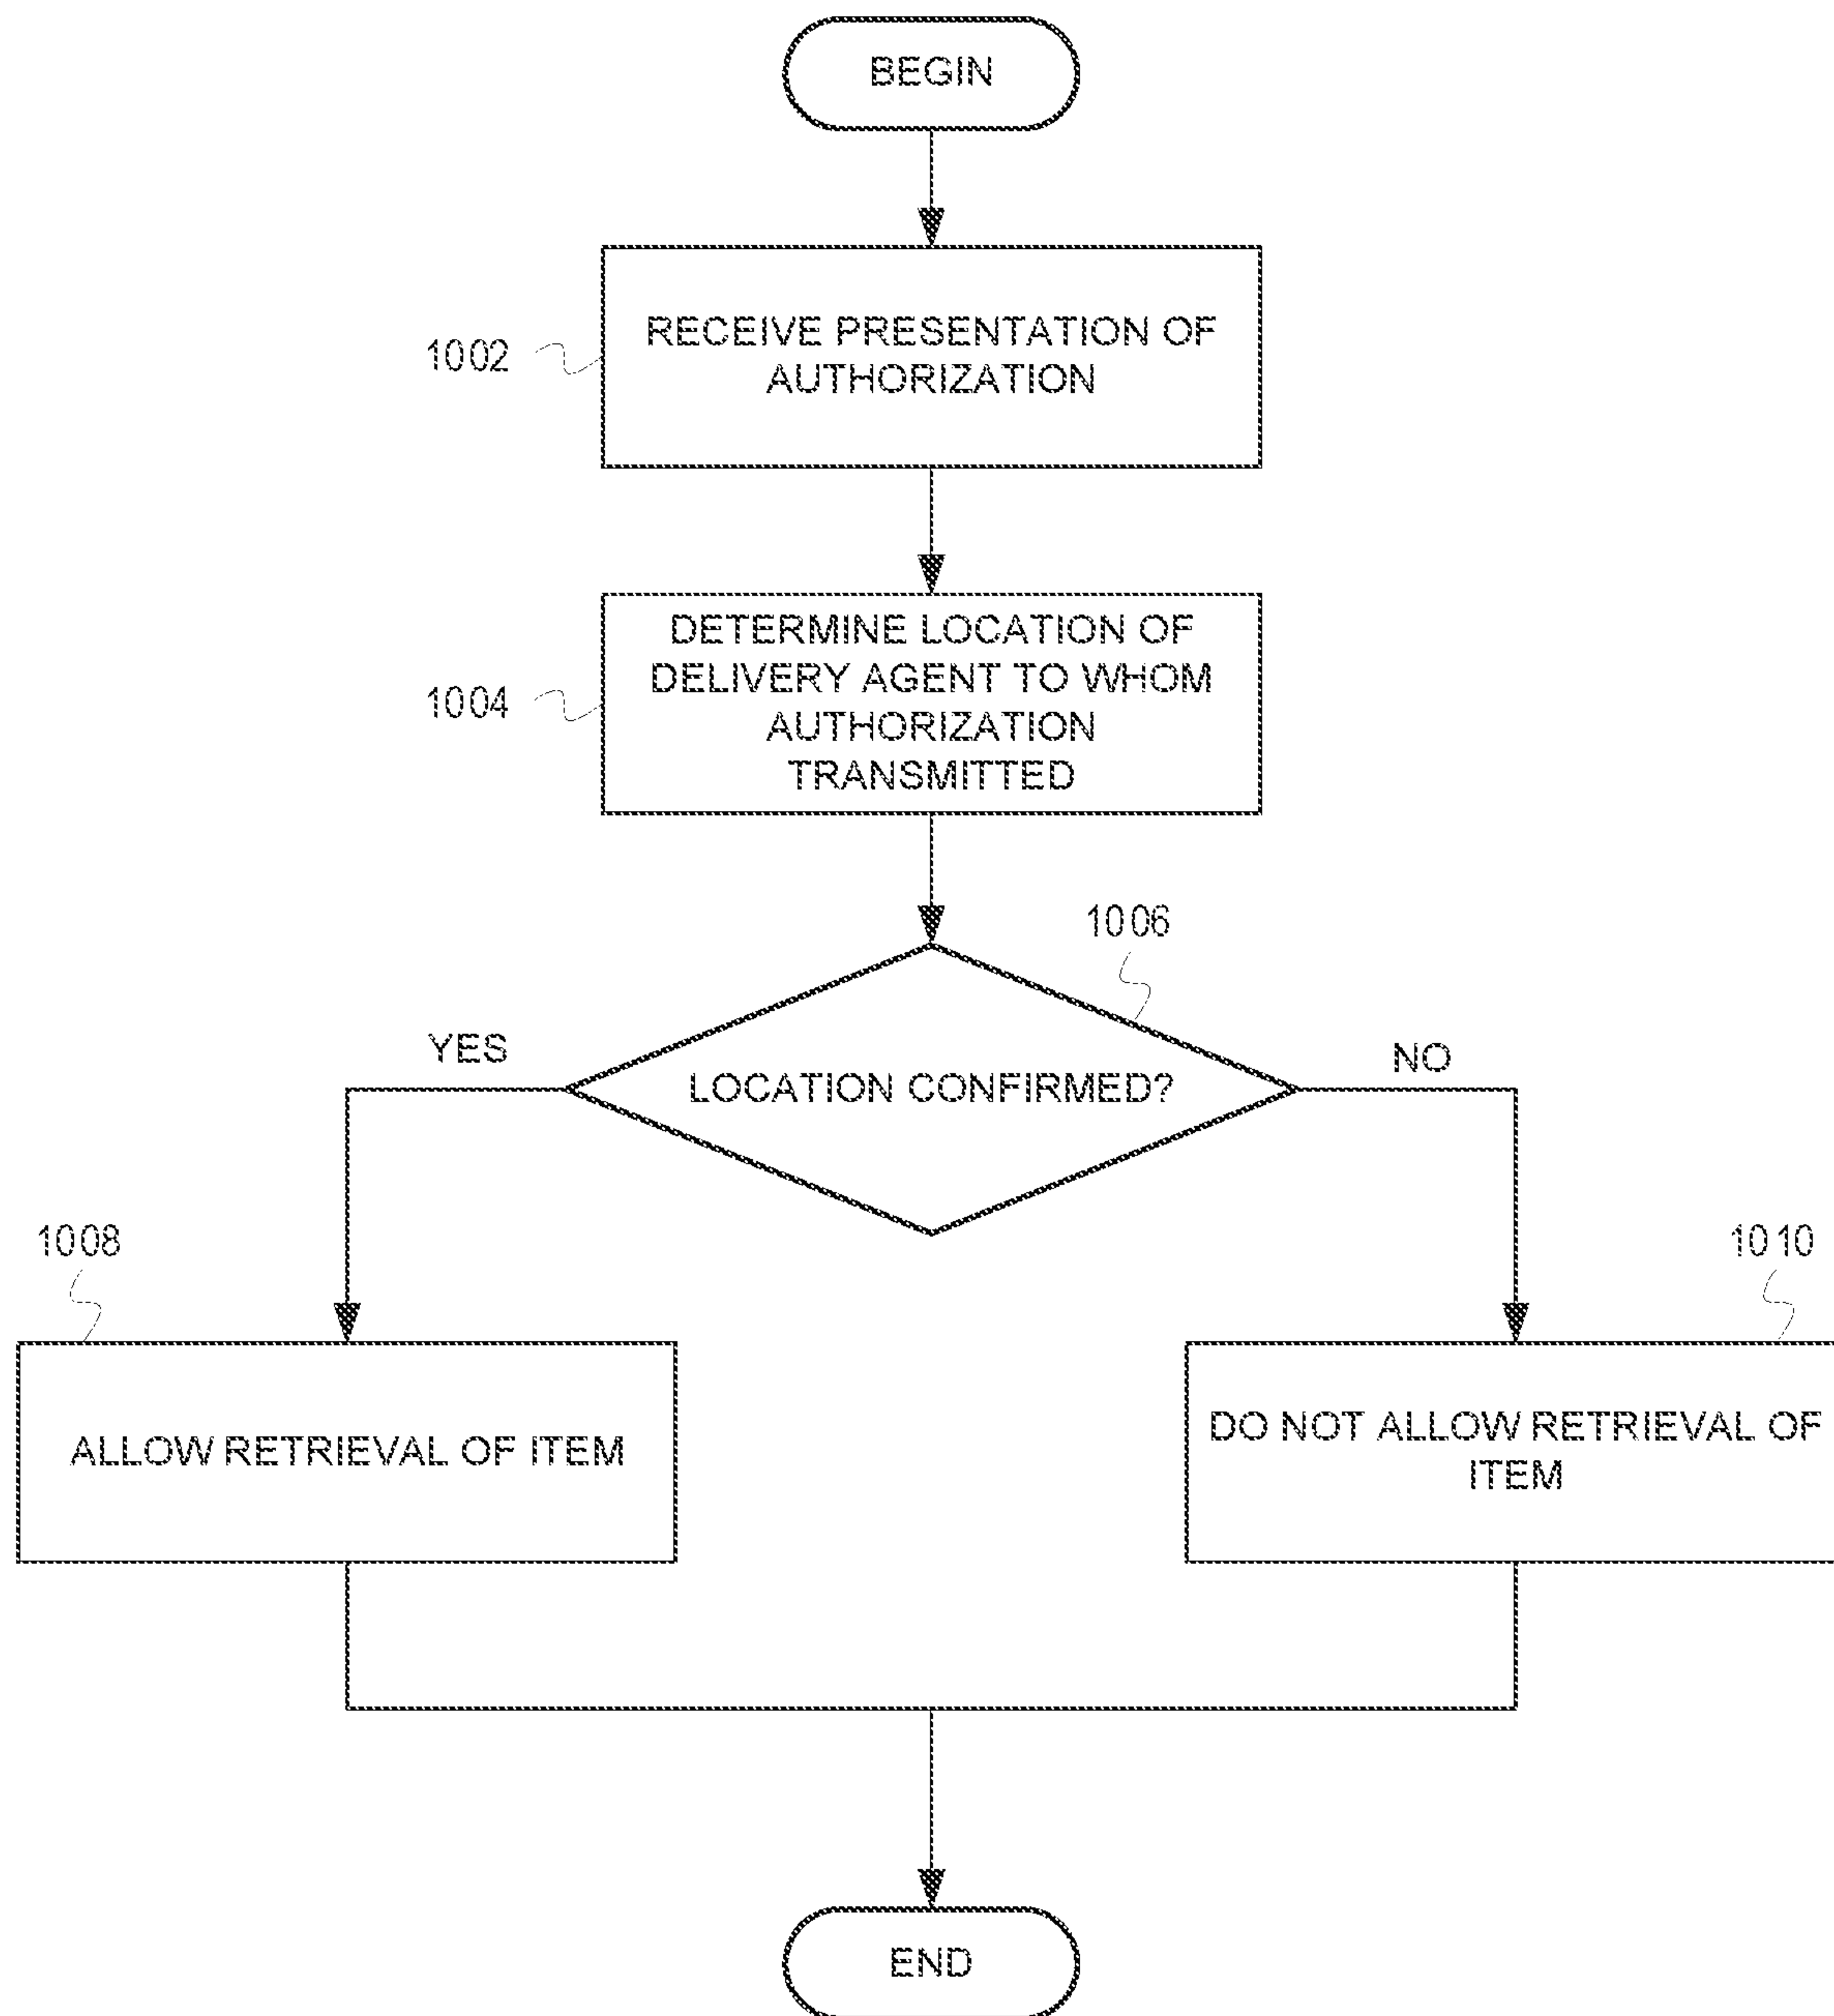 BEGIN
1002
RECEIVE PRESENTATION OF
AUTHORIZATION
1004
DETERMINE LOCATION OF
DELIVERY AGENT TO WHOM
AUTHORIZATION
TRANSMITTED
1006
YES
LOCATION CONFIRMED?
NO
1008
1010
ALLOW RETRIEVAL OF ITEM
DO NOT ALLOW RETRIEVAL OF
ITEM
END